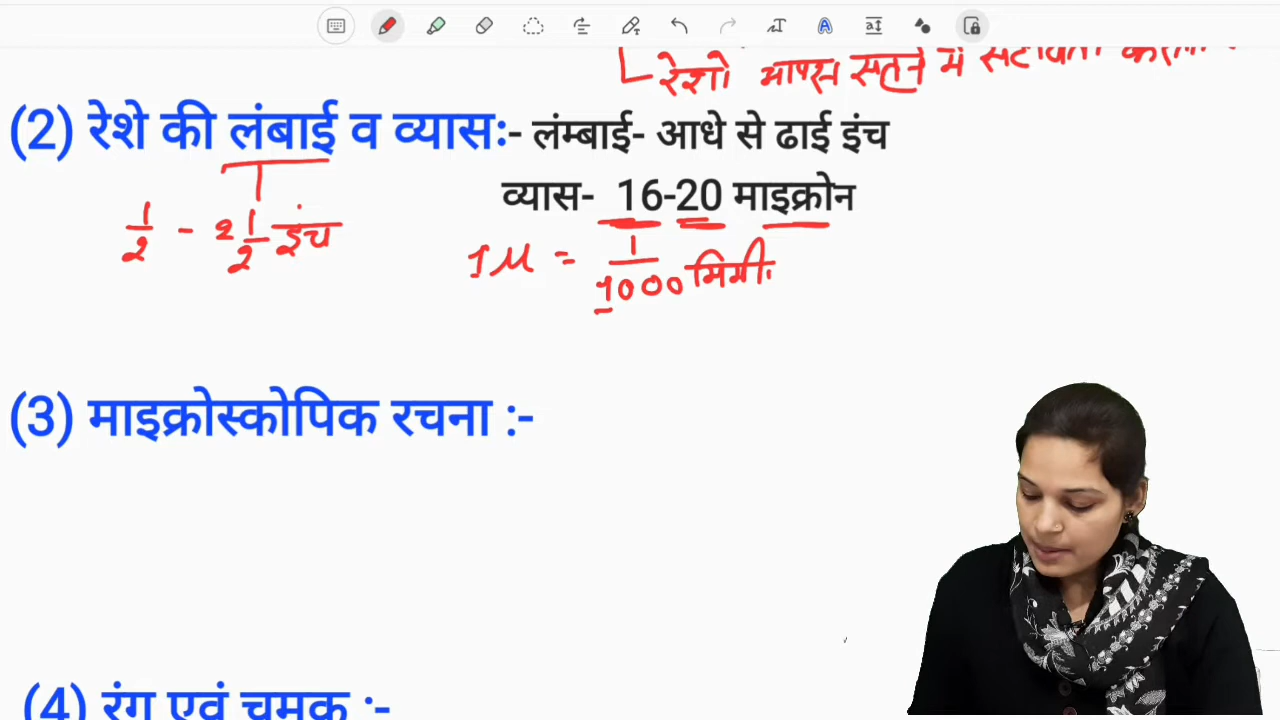 रेशो में
(2) रेशे की लंबाई व व्यासः- लंम्बाई- आधे से ढाई इंच
व्यास- 16-20 माइक्रोन
1/2 - 2 1/2 इंच
1μ = 1/1000 मिमी.
(3) माइक्रोस्कोपिक रचना :-
(4) रंग एवं चमक :-